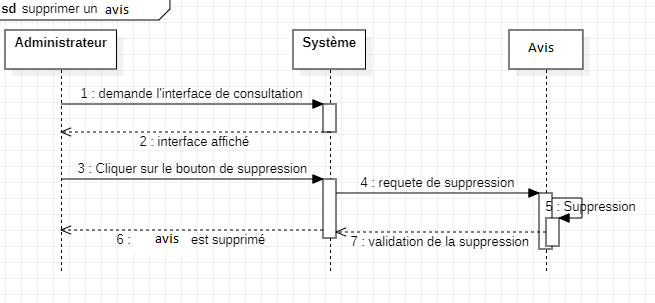 sd supprimer un avis
Administrateur
Système
Avis
1 : demande l'interface de consultation
2 : interface affiché
3 : Cliquer sur le bouton de suppression
4 : requete de suppression
5 : Suppression
6 : avis est supprimé
7 : validation de la suppression